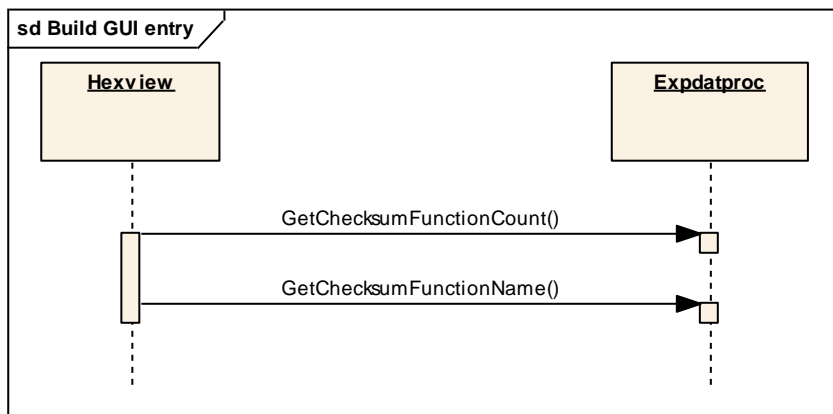 sd Build GUI entry
Hexview
Expdatproc
GetChecksumFunctionCount()
GetChecksumFunctionName()